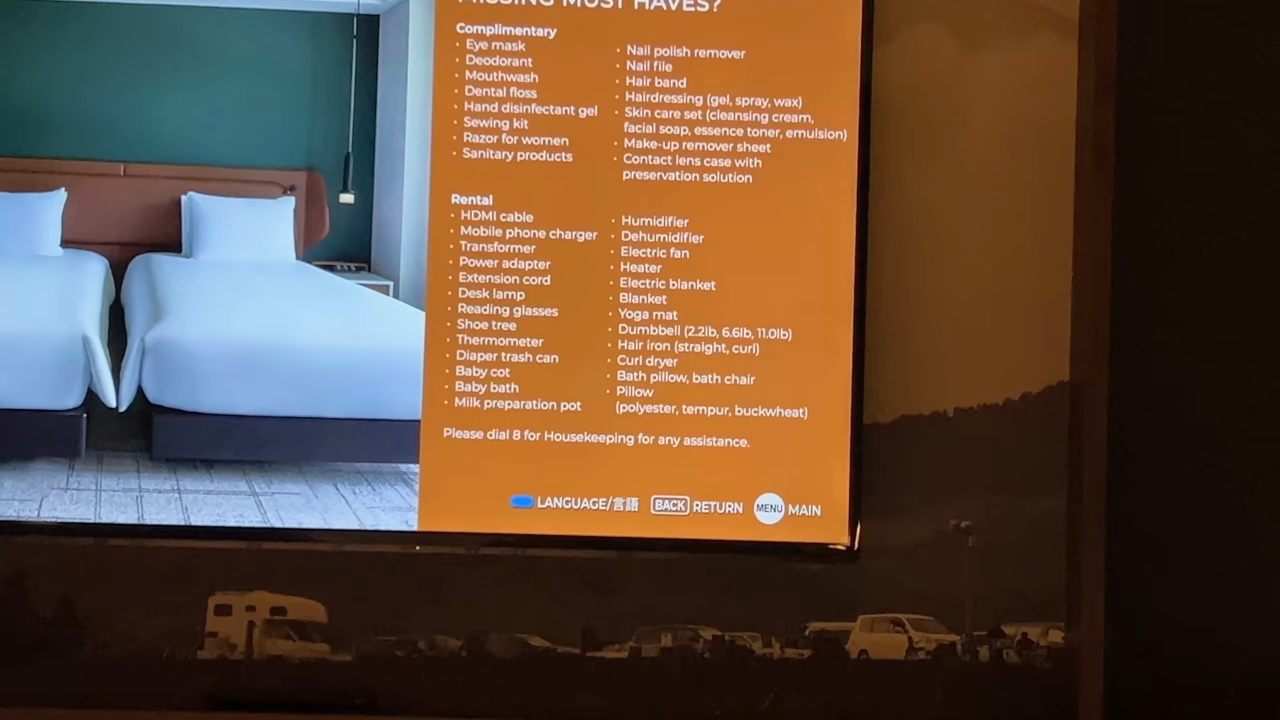 MISSING MUST HAVES?
Complimentary
· Eye mask
· Deodorant
· Mouthwash
· Dental floss
· Hand disinfectant gel
· Sewing kit
· Razor for women
· Sanitary products
· Nail polish remover
· Nail file
· Hair band
· Hairdressing (gel, spray, wax)
· Skin care set (cleansing cream,
facial soap, essence toner, emulsion)
· Make-up remover sheet
· Contact lens case with
preservation solution
Rental
· HDMI cable
· Mobile phone charger
· Transformer
· Power adapter
· Extension cord
· Desk lamp
· Reading glasses
· Shoe tree
· Thermometer
· Diaper trash can
· Baby cot
· Baby bath
· Milk preparation pot
· Humidifier
· Dehumidifier
· Electric fan
· Heater
· Electric blanket
· Blanket
· Yoga mat
· Dumbbell (2.2lb, 6.6lb, 11.0lb)
· Hair iron (straight, curl)
· Curl dryer
· Bath pillow, bath chair
· Pillow
(polyester, tempur, buckwheat)
Please dial 8 for Housekeeping for any assistance.
LANGUAGE/言語 BACK RETURN MENU MAIN